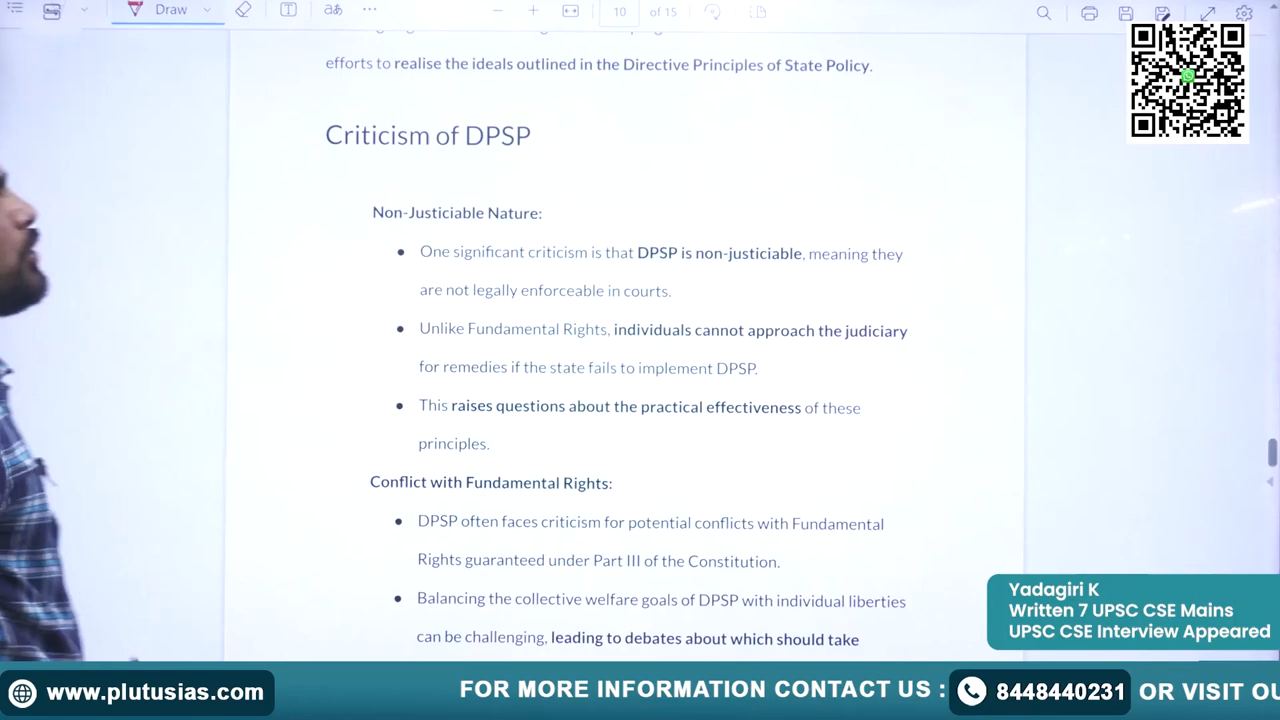 Draw
10
of 15
efforts to realise the ideals outlined in the Directive Principles of State Policy.
Criticism of DPSP
Non-Justiciable Nature:
• One significant criticism is that DPSP is non-justiciable, meaning they
are not legally enforceable in courts.
• Unlike Fundamental Rights, individuals cannot approach the judiciary
for remedies if the state fails to implement DPSP.
• This raises questions about the practical effectiveness of these
principles.
Conflict with Fundamental Rights:
• DPSP often faces criticism for potential conflicts with Fundamental
Rights guaranteed under Part III of the Constitution.
• Balancing the collective welfare goals of DPSP with individual liberties
can be challenging, leading to debates about which should take
Yadagiri K
Written 7 UPSC CSE Mains
UPSC CSE Interview Appeared
www.plutusias.com
FOR MORE INFORMATION CONTACT US :
8448440231
OR VISIT OU